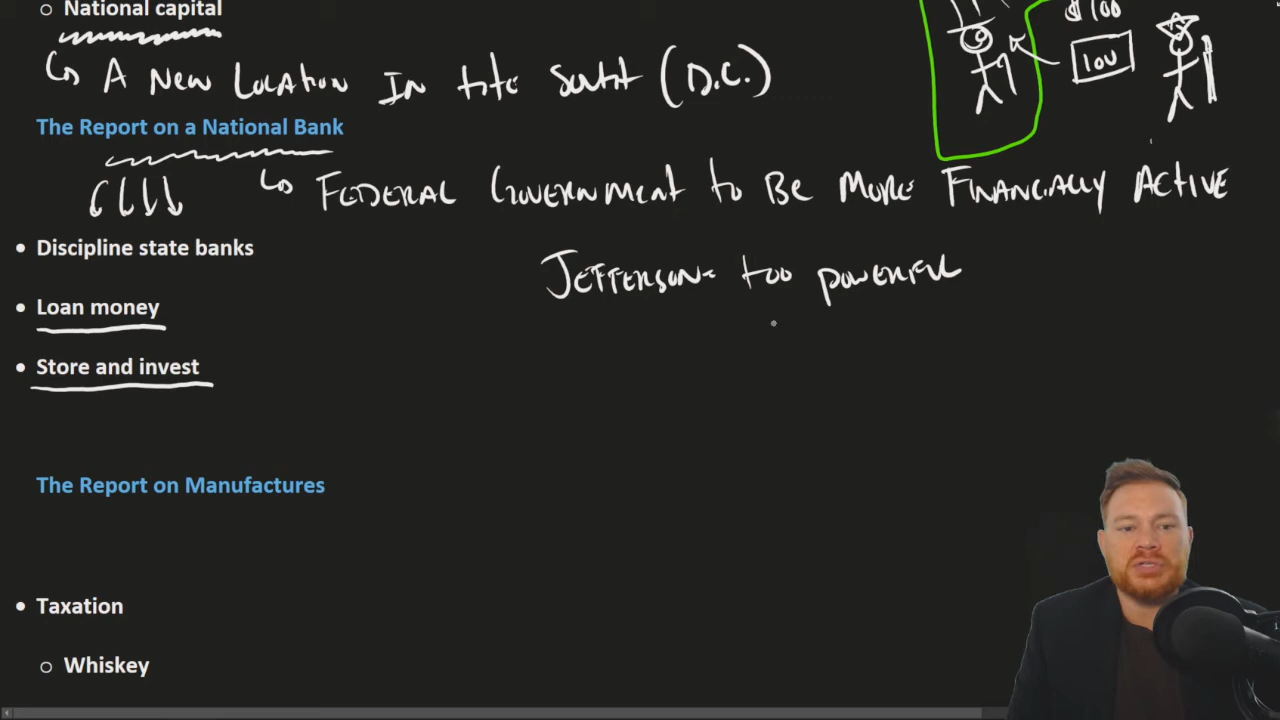 National capital
$100
IOU
A New Location In the South (D.C.)
The Report on a National Bank
Federal Government to Be More Financially Active
Discipline state banks
Jefferson- too powerful
Loan money
Store and invest
The Report on Manufactures
Taxation
Whiskey